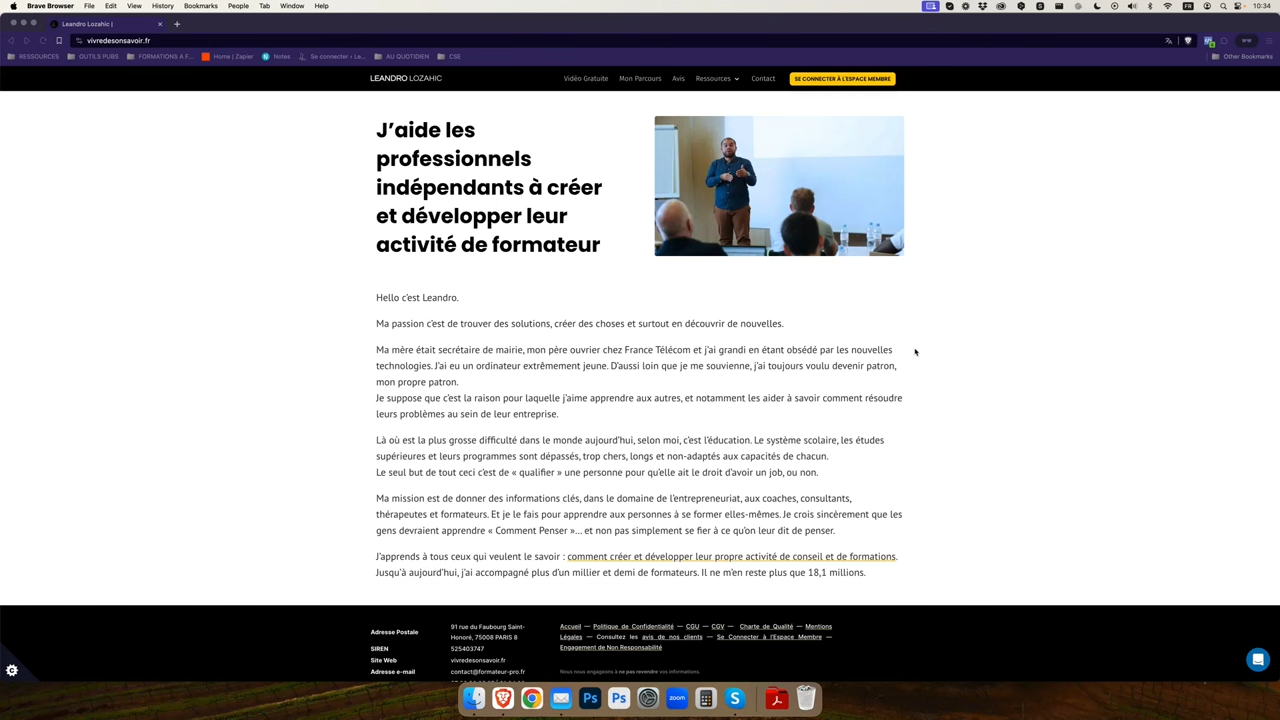 Brave Browser File Edit View History Bookmarks People Tab Window Help FR 10:34
Leandro Lozahic |
vivredesonsavoir.fr
RESSOURCES OUTILS PUBS FORMATIONS A F... Home | Zapier Notes Se connecter ‹ Le... AU QUOTIDIEN CSE Other Bookmarks
LEANDRO LOZAHIC Vidéo Gratuite Mon Parcours Avis Ressources Contact SE CONNECTER À L'ESPACE MEMBRE
J'aide les
professionnels
indépendants à créer
et développer leur
activité de formateur
Hello c'est Leandro.
Ma passion c'est de trouver des solutions, créer des choses et surtout en découvrir de nouvelles.
Ma mère était secrétaire de mairie, mon père ouvrier chez France Télécom et j'ai grandi en étant obsédé par les nouvelles
technologies. J'ai eu un ordinateur extrêmement jeune. D'aussi loin que je me souvienne, j'ai toujours voulu devenir patron,
mon propre patron.
Je suppose que c'est la raison pour laquelle j'aime apprendre aux autres, et notamment les aider à savoir comment résoudre
leurs problèmes au sein de leur entreprise.
Là où est la plus grosse difficulté dans le monde aujourd'hui, selon moi, c'est l'éducation. Le système scolaire, les études
supérieures et leurs programmes sont dépassés, trop chers, longs et non-adaptés aux capacités de chacun.
Le seul but de tout ceci c'est de « qualifier » une personne pour qu'elle ait le droit d'avoir un job, ou non.
Ma mission est de donner des informations clés, dans le domaine de l'entrepreneuriat, aux coaches, consultants,
thérapeutes et formateurs. Et je le fais pour apprendre aux personnes à se former elles-mêmes. Je crois sincèrement que les
gens devraient apprendre « Comment Penser »... et non pas simplement se fier à ce qu'on leur dit de penser.
J'apprends à tous ceux qui veulent le savoir : comment créer et développer leur propre activité de conseil et de formations.
Jusqu'à aujourd'hui, j'ai accompagné plus d'un millier et demi de formateurs. Il ne m'en reste plus que 18,1 millions.
Adresse Postale 91 rue du Faubourg Saint-
Honoré, 75008 PARIS 8
SIREN 525403747
Site Web vivredesonsavoir.fr
Adresse e-mail contact@formateur-pro.fr
Accueil — Politique de Confidentialité — CGU — CGV — Charte de Qualité — Mentions
Légales — Consultez les avis de nos clients — Se Connecter à l'Espace Membre —
Engagement de Non Responsabilité
Nous nous engageons à ne pas revendre vos informations.
Ps Ps zoom S